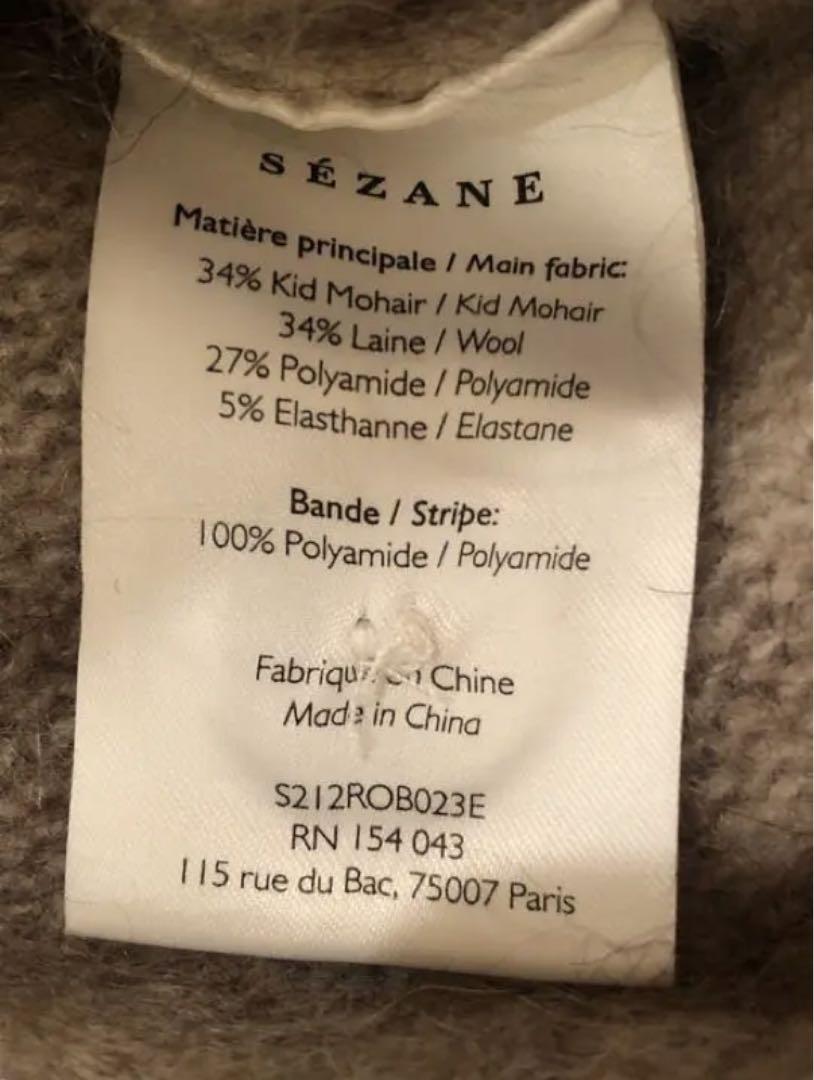 SÉZANE
Matière principale / Main fabric:
34% Kid Mohair / Kid Mohair
34% Laine / Wool
27% Polyamide / Polyamide
5% Elasthanne / Elastane
Bande / Stripe:
100% Polyamide / Polyamide
Chine
Made in China
S212ROB023E
RN 154 043
115 rue du Bac, 75007 Paris